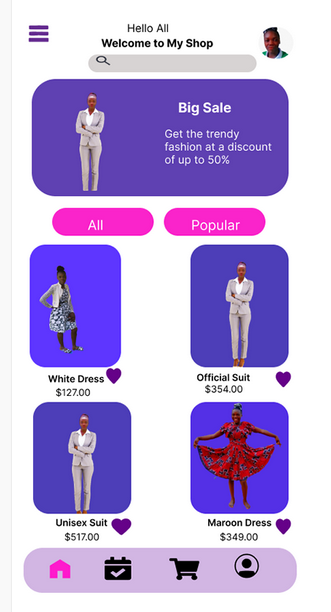 Hello All
Welcome to My Shop
Big Sale
Get the trendy
fashion at a discount
of up to 50%
All
Popular
White Dress
$127.00
Official Suit
$354.00
Unisex Suit
$517.00
Maroon Dress
$349.00